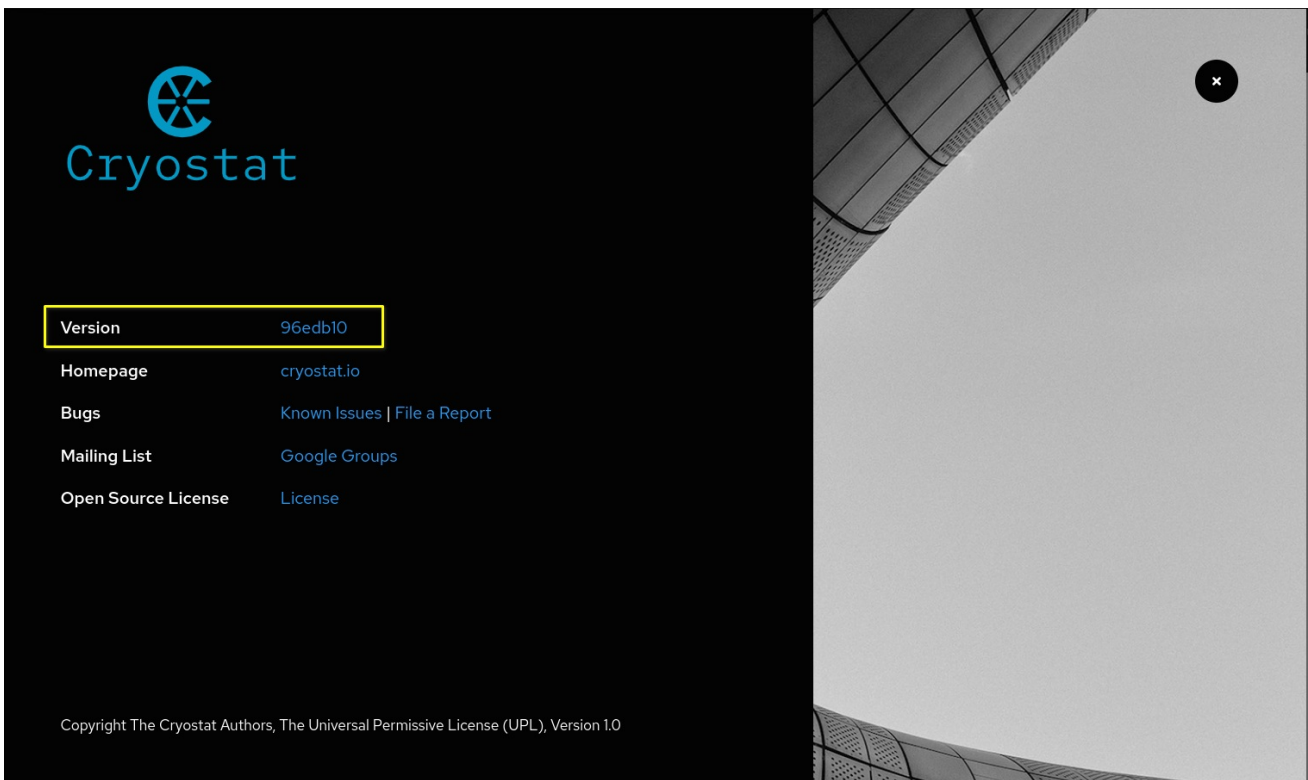 Cryostat
Version 96edb10
Homepage cryostat.io
Bugs Known Issues | File a Report
Mailing List Google Groups
Open Source License License
Copyright The Cryostat Authors, The Universal Permissive License (UPL), Version 1.0